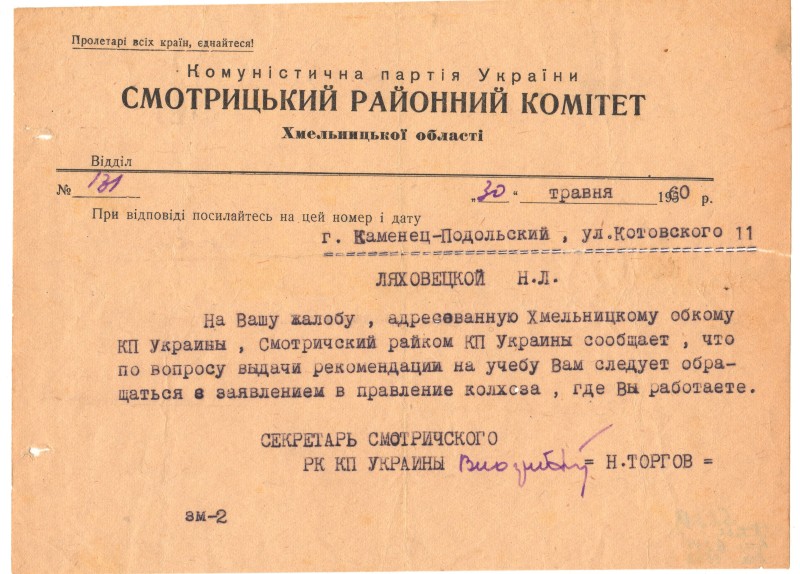 Пролетарі всіх країн, єднайтеся!
Комуністична партія України
СМОТРИЦЬКИЙ РАЙОННИЙ КОМІТЕТ
Хмельницької області
Відділ
№ 131 „30“ травня 1960 р.
При відповіді посилайтесь на цей номер і дату
г. Каменец-Подольский , ул.Котовского 11
ЛЯХОВЕЦКОЙ Н.Л.
На Вашу жалобу , адресованную Хмельницкому обкому
КП Украины , Смотричский райком КП Украины сообщает , что
по вопросу выдачи рекомендации на учебу Вам следует обра-
щаться с заявлением в правление колхоза , где Вы работаете.
СЕКРЕТАРЬ СМОТРИЧСКОГО
РК КП УКРАИНЫ = Н.ТОРГОВ =
зм-2